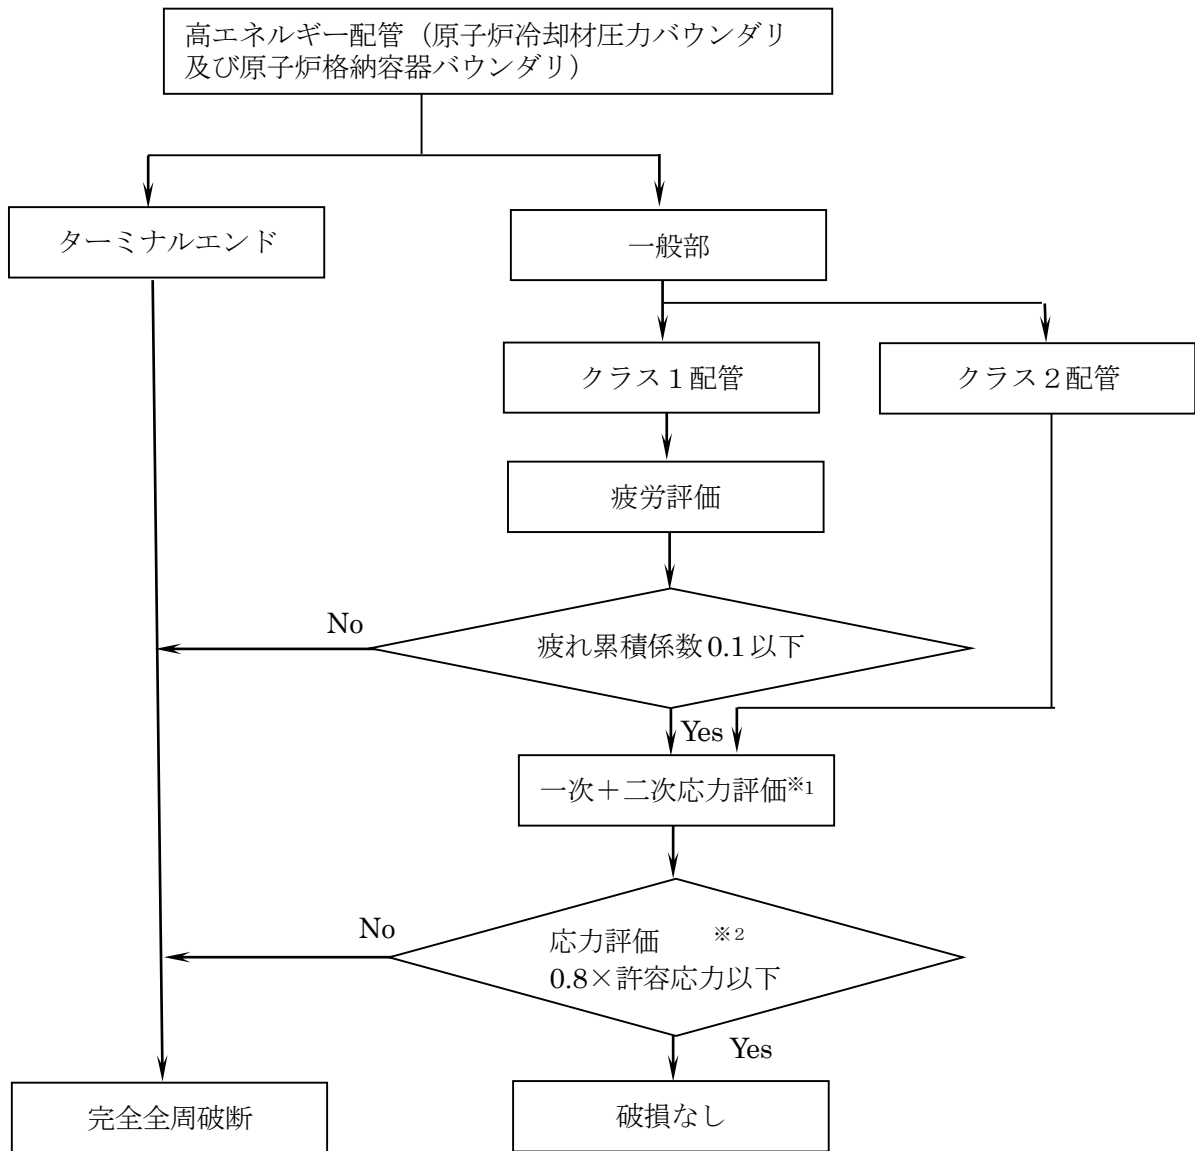 高エネルギー配管（原子炉冷却材圧力バウンダリ
及び原子炉格納容器バウンダリ）
ターミナルエンド
一般部
クラス１配管
クラス２配管
疲労評価
No
疲れ累積係数 0.1 以下
Yes
一次＋二次応力評価※1
No
応力評価 ※２
0.8×許容応力以下
Yes
完全全周破断
破損なし